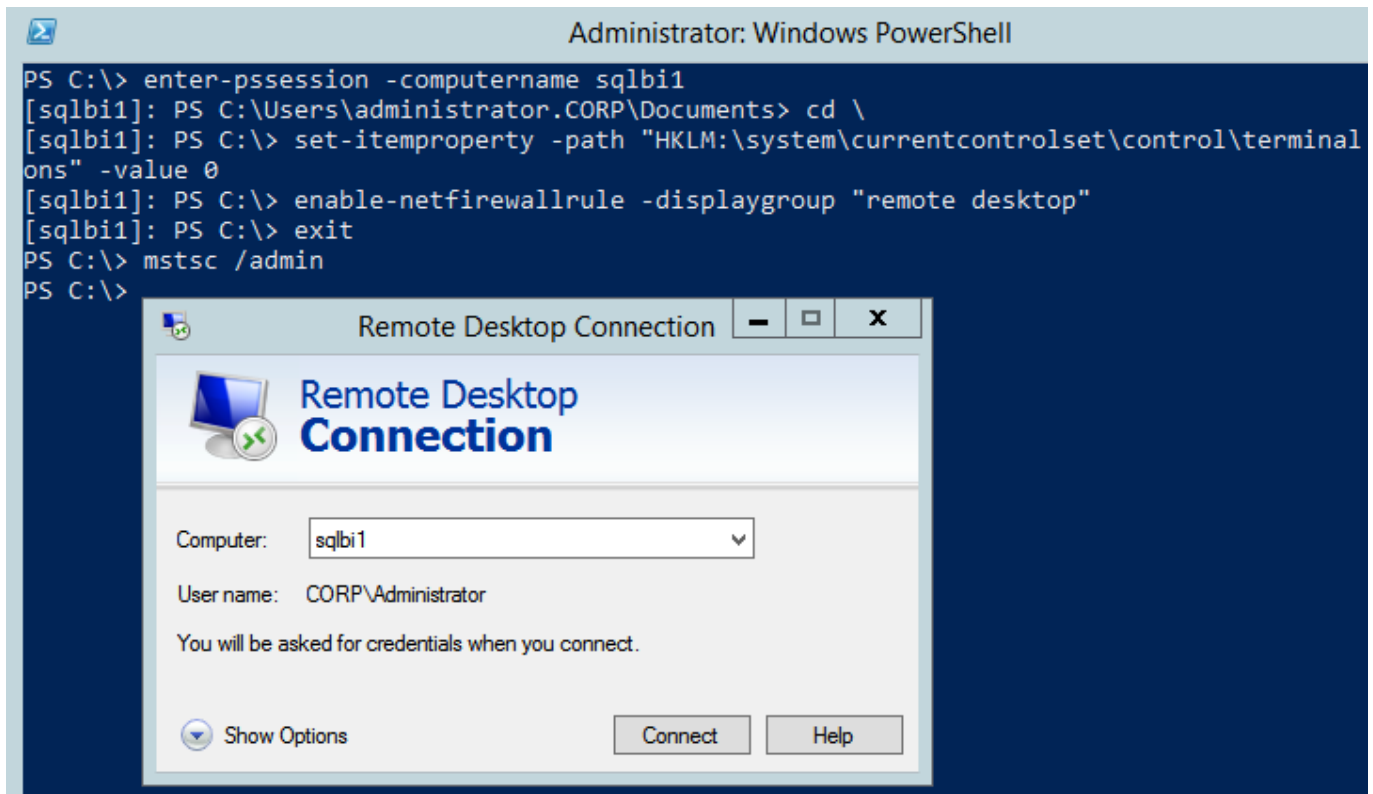 Administrator: Windows PowerShell
PS C:\> enter-pssession -computername sqlbi1
[sqlbi1]: PS C:\Users\administrator.CORP\Documents> cd \
[sqlbi1]: PS C:\> set-itemproperty -path "HKLM:\system\currentcontrolset\control\terminal
ons" -value 0
[sqlbi1]: PS C:\> enable-netfirewallrule -displaygroup "remote desktop"
[sqlbi1]: PS C:\> exit
PS C:\> mstsc /admin
PS C:\>
Remote Desktop Connection
Remote Desktop
Connection
Computer: sqlbi1
User name: CORP\Administrator
You will be asked for credentials when you connect.
Show Options Connect Help